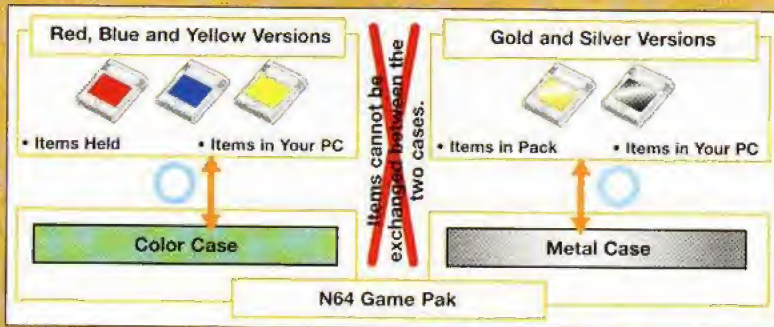 Red, Blue and Yellow Versions
• Items Held
• Items in Your PC
Color Case
Items cannot be
exchanged between the
two cases.
Gold and Silver Versions
• Items in Pack
• Items in Your PC
Metal Case
N64 Game Pak